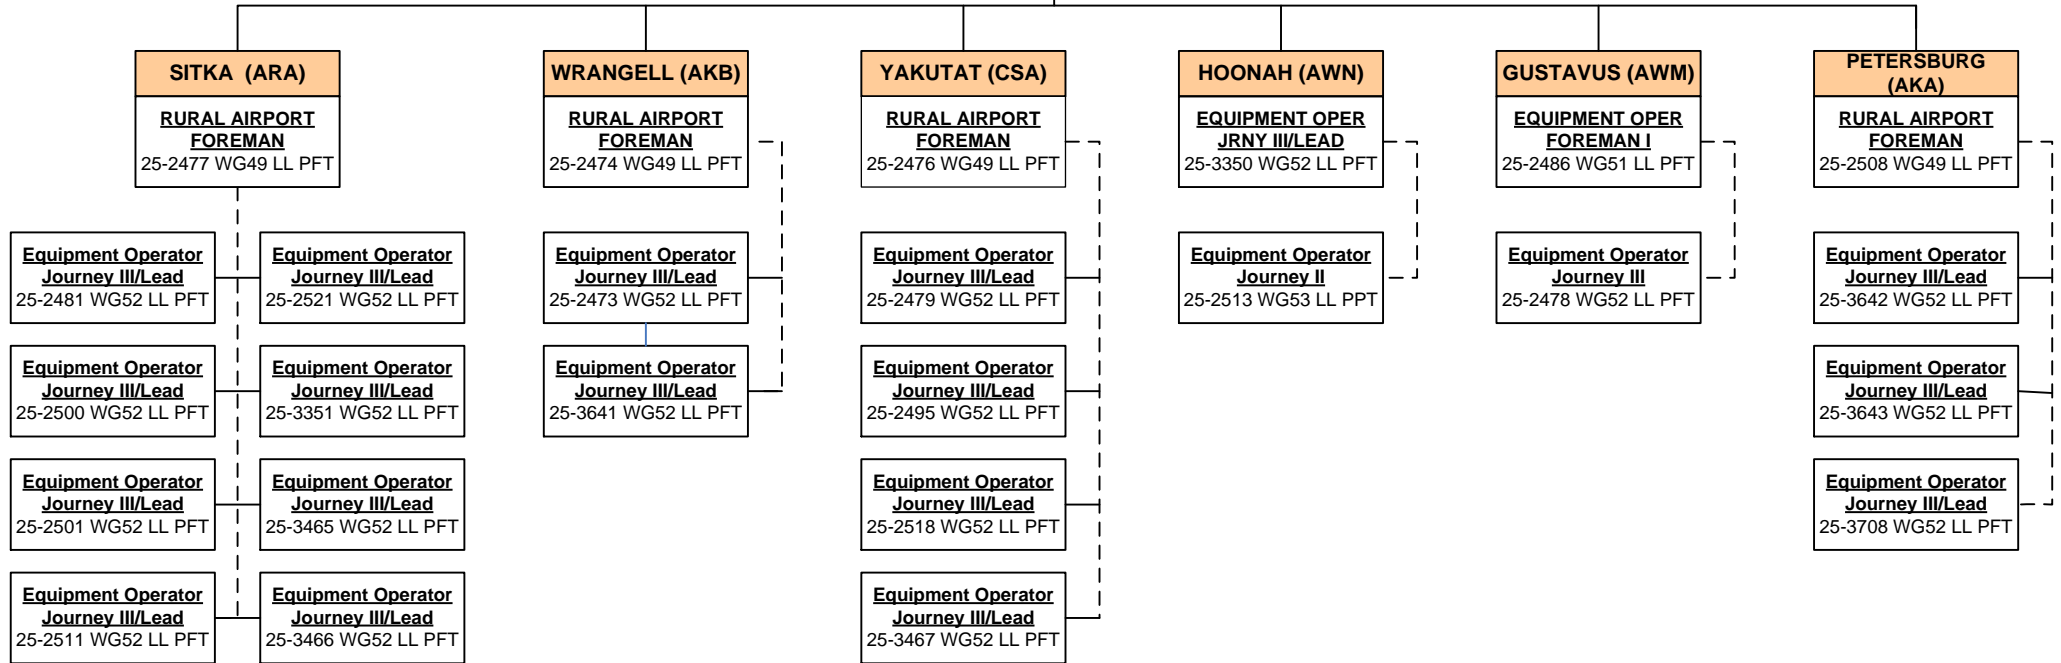 SITKA (ARA)
RURAL AIRPORT
FOREMAN
25-2477 WG49 LL PFT
Equipment Operator
Journey III/Lead
25-2481 WG52 LL PFT
Equipment Operator
Journey III/Lead
25-2521 WG52 LL PFT
Equipment Operator
Journey III/Lead
25-2500 WG52 LL PFT
Equipment Operator
Journey III/Lead
25-3351 WG52 LL PFT
Equipment Operator
Journey III/Lead
25-2501 WG52 LL PFT
Equipment Operator
Journey III/Lead
25-3465 WG52 LL PFT
Equipment Operator
Journey III/Lead
25-2511 WG52 LL PFT
Equipment Operator
Journey III/Lead
25-3466 WG52 LL PFT
WRANGELL (AKB)
RURAL AIRPORT
FOREMAN
25-2474 WG49 LL PFT
Equipment Operator
Journey III/Lead
25-2473 WG52 LL PFT
Equipment Operator
Journey III/Lead
25-3641 WG52 LL PFT
YAKUTAT (CSA)
RURAL AIRPORT
FOREMAN
25-2476 WG49 LL PFT
Equipment Operator
Journey III/Lead
25-2479 WG52 LL PFT
Equipment Operator
Journey III/Lead
25-2495 WG52 LL PFT
Equipment Operator
Journey III/Lead
25-2518 WG52 LL PFT
Equipment Operator
Journey III/Lead
25-3467 WG52 LL PFT
HOONAH (AWN)
EQUIPMENT OPER
JRNY III/LEAD
25-3350 WG52 LL PFT
Equipment Operator
Journey II
25-2513 WG53 LL PPT
GUSTAVUS (AWM)
EQUIPMENT OPER
FOREMAN I
25-2486 WG51 LL PFT
Equipment Operator
Journey III
25-2478 WG52 LL PFT
PETERSBURG
(AKA)
RURAL AIRPORT
FOREMAN
25-2508 WG49 LL PFT
Equipment Operator
Journey III/Lead
25-3642 WG52 LL PFT
Equipment Operator
Journey III/Lead
25-3643 WG52 LL PFT
Equipment Operator
Journey III/Lead
25-3708 WG52 LL PFT